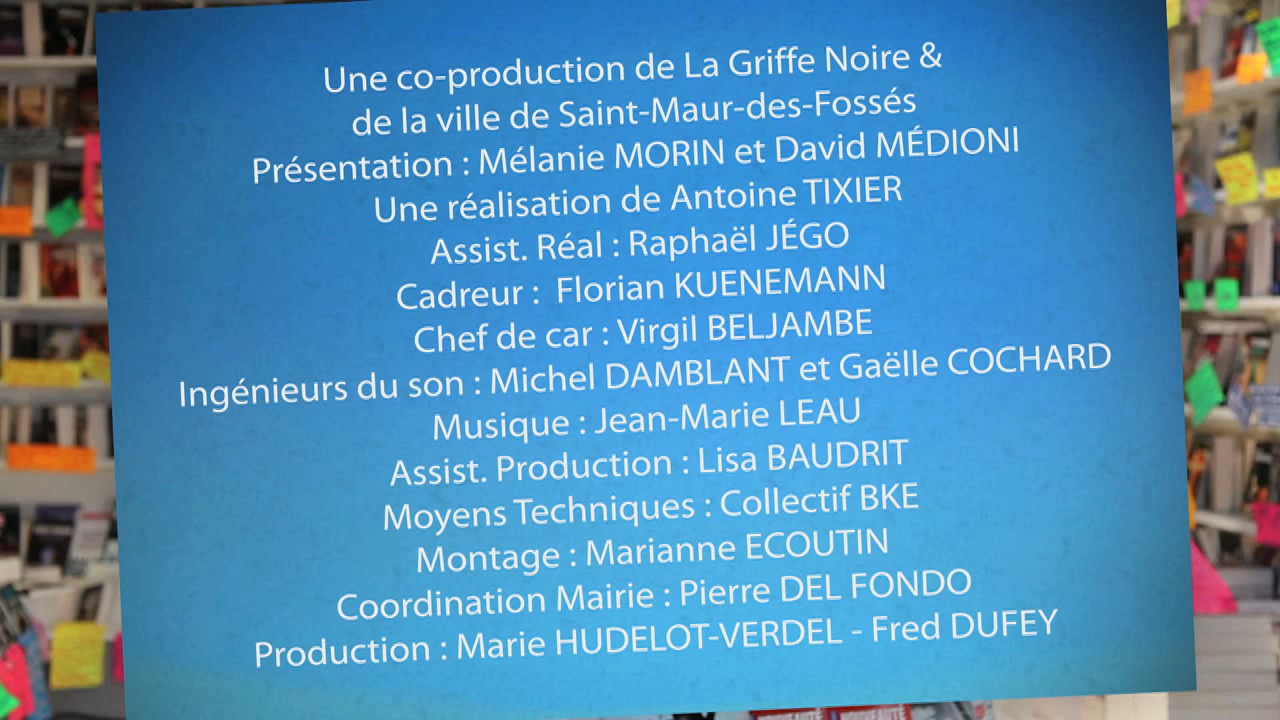 Une co-production de La Griffe Noire &
de la ville de Saint-Maur-des-Fossés
Présentation : Mélanie MORIN et David MÉDIONI
Une réalisation de Antoine TIXIER
Assist. Réal : Raphaël JÉGO
Cadreur :  Florian KUENEMANN
Chef de car : Virgil BELJAMBE
Ingénieurs du son : Michel DAMBLANT et Gaëlle COCHARD
Musique : Jean-Marie LEAU
Assist. Production : Lisa BAUDRIT
Moyens Techniques : Collectif BKE
Montage : Marianne ECOUTIN
Coordination Mairie : Pierre DEL FONDO
Production : Marie HUDELOT-VERDEL - Fred DUFEY